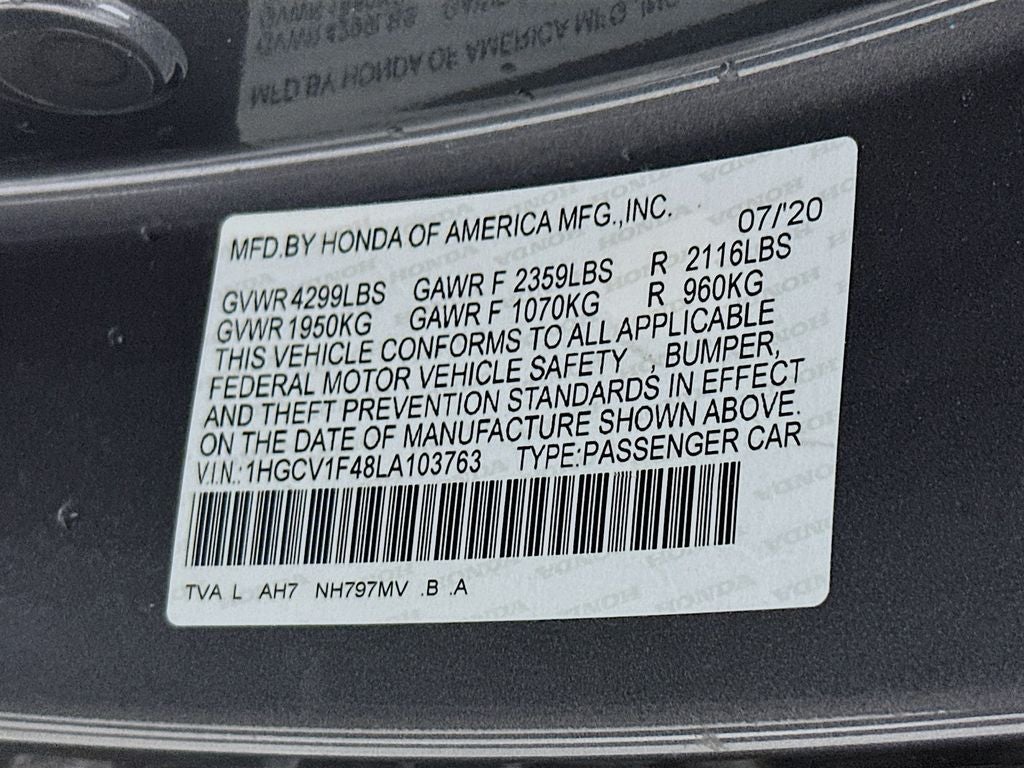 MFD.BY HONDA OF AMERICA MFG.,INC. 07/'20
GVWR 4299LBS GAWR F 2359LBS R 2116LBS
GVWR 1950KG GAWR F 1070KG R 960KG
THIS VEHICLE CONFORMS TO ALL APPLICABLE
FEDERAL MOTOR VEHICLE SAFETY , BUMPER,
AND THEFT PREVENTION STANDARDS IN EFFECT
ON THE DATE OF MANUFACTURE SHOWN ABOVE.
V.I.N.:1HGCV1F48LA103763 TYPE:PASSENGER CAR
TVA L AH7 NH797MV .B .A